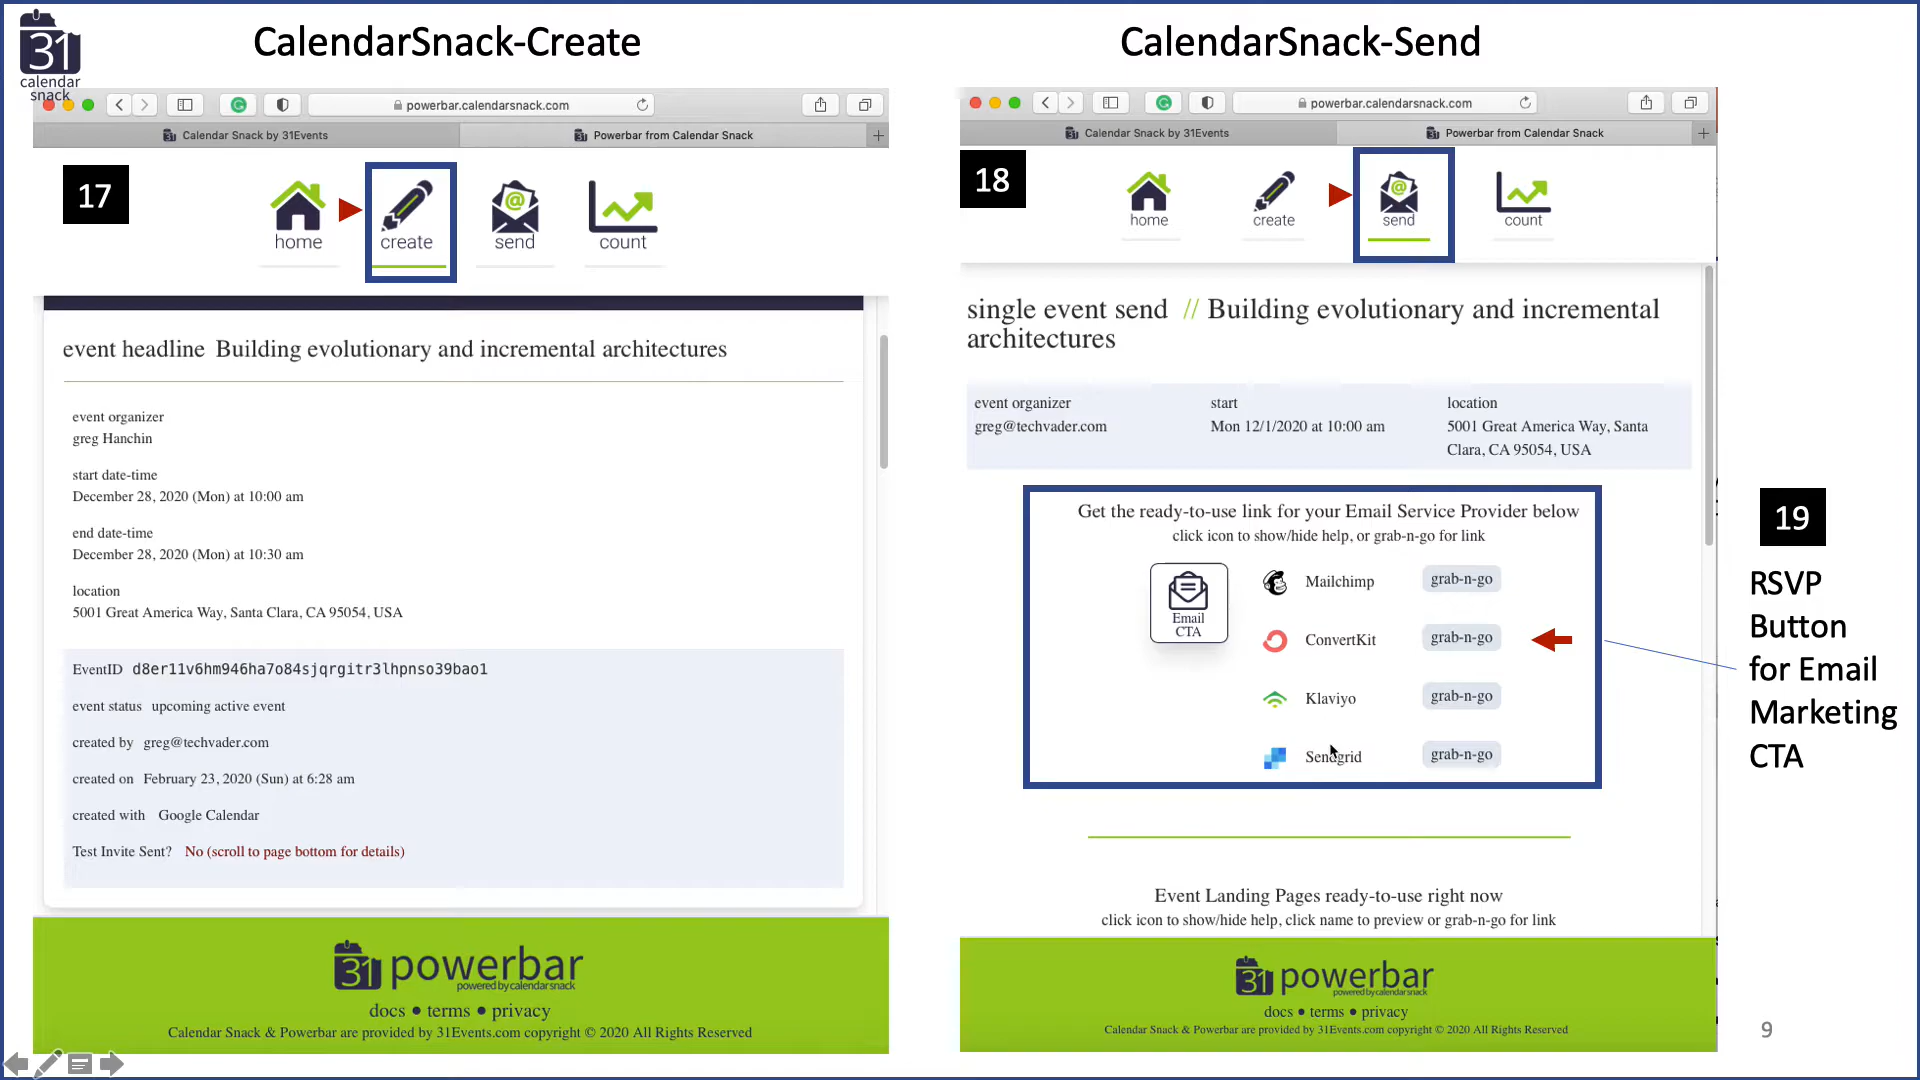 CalendarSnack-Create
CalendarSnack-Send
31
calendar
snack
powerbar.calendarsnack.com
Calendar Snack by 31Events
Powerbar from Calendar Snack
17
home
create
send
count
event headline Building evolutionary and incremental architectures
event organizer
greg Hanchin
start date-time
December 28, 2020 (Mon) at 10:00 am
end date-time
December 28, 2020 (Mon) at 10:30 am
location
5001 Great America Way, Santa Clara, CA 95054, USA
EventID d8er11v6hm946ha7o84sjqrgitr3lhpnso39bao1
event status upcoming active event
created by greg@techvader.com
created on February 23, 2020 (Sun) at 6:28 am
created with Google Calendar
Test Invite Sent? No (scroll to page bottom for details)
31 powerbar
powered by calendar snack
docs • terms • privacy
Calendar Snack & Powerbar are provided by 31Events.com copyright © 2020 All Rights Reserved
powerbar.calendarsnack.com
Calendar Snack by 31Events
Powerbar from Calendar Snack
18
home
create
send
count
single event send // Building evolutionary and incremental
architectures
event organizer
greg@techvader.com
start
Mon 12/1/2020 at 10:00 am
location
5001 Great America Way, Santa
Clara, CA 95054, USA
Get the ready-to-use link for your Email Service Provider below
click icon to show/hide help, or grab-n-go for link
Email
CTA
Mailchimp grab-n-go
ConvertKit grab-n-go
Klaviyo grab-n-go
Sendgrid grab-n-go
Event Landing Pages ready-to-use right now
click icon to show/hide help, click name to preview or grab-n-go for link
31 powerbar
powered by calendar snack
docs • terms • privacy
Calendar Snack & Powerbar are provided by 31Events.com copyright © 2020 All Rights Reserved
19
RSVP
Button
for Email
Marketing
CTA
9